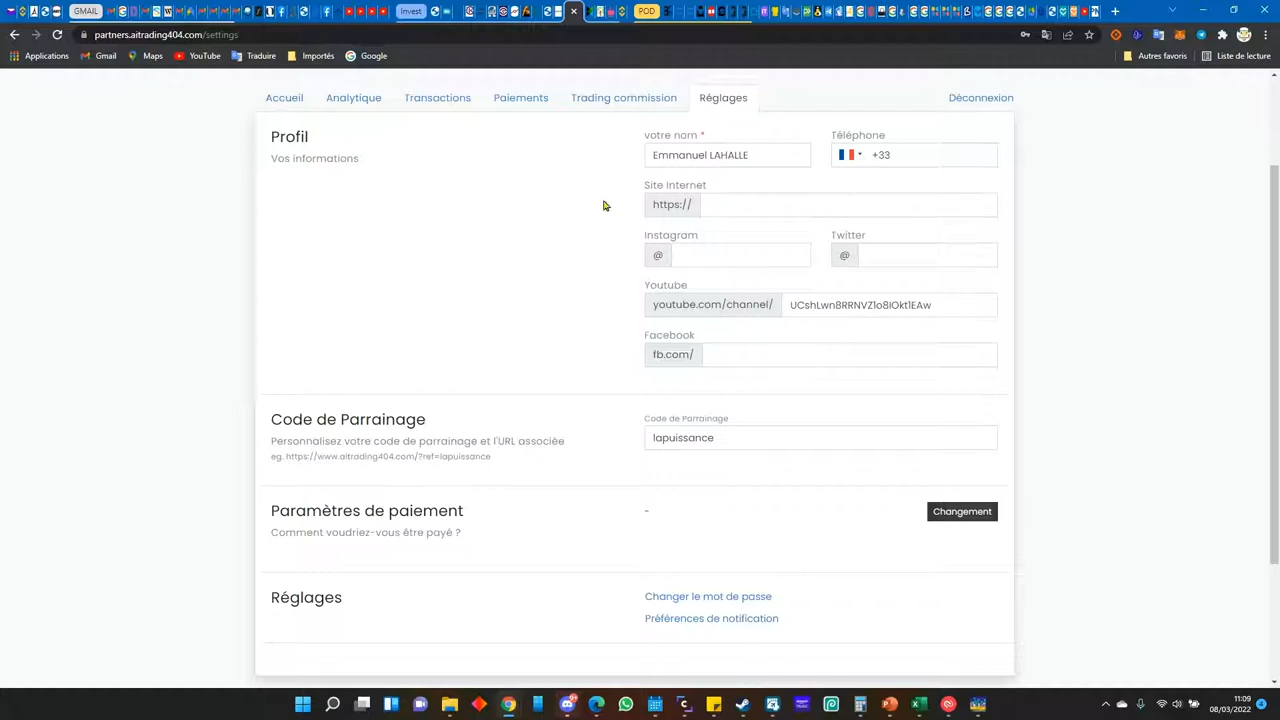 GMAIL
Invest
POD
partners.aitrading404.com/settings
Applications
Gmail
Maps
YouTube
Traduire
Importés
Google
Autres favoris
Liste de lecture
Accueil
Analytique
Transactions
Paiements
Trading commission
Réglages
Déconnexion
Profil
Vos informations
votre nom *
Téléphone
Emmanuel LAHALLE
+33
Site Internet
https://
Instagram
Twitter
@
@
Youtube
youtube.com/channel/
UCshLwn8RRNVZ1o8IOkt1EAw
Facebook
fb.com/
Code de Parrainage
Personnalisez votre code de parrainage et l'URL associée
eg. https://www.aitrading404.com/?ref=lapuissance
Code de Parrainage
lapuissance
Paramètres de paiement
Comment voudriez-vous être payé ?
-
Changement
Réglages
Changer le mot de passe
Préférences de notification
11:09
08/03/2022